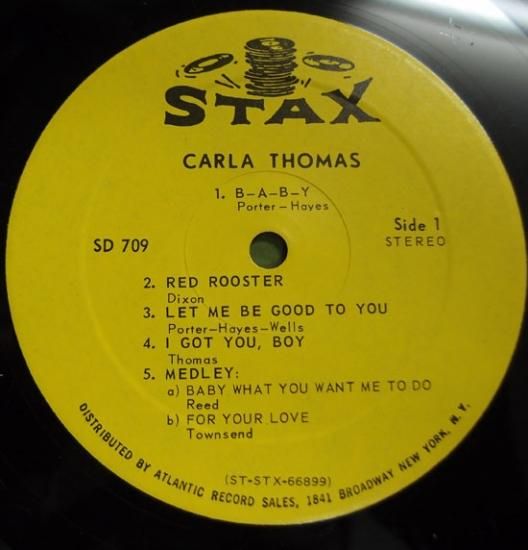 STAX
CARLA THOMAS
1. B-A-B-Y
Porter-Hayes
SD 709
Side 1
STEREO
2. RED ROOSTER
Dixon
3. LET ME BE GOOD TO YOU
Porter-Hayes-Wells
4. I GOT YOU, BOY
Thomas
5. MEDLEY:
a) BABY WHAT YOU WANT ME TO DO
Reed
b) FOR YOUR LOVE
Townsend
(ST-STX-66899)
DISTRIBUTED BY ATLANTIC RECORD SALES, 1841 BROADWAY NEW YORK, N.Y.